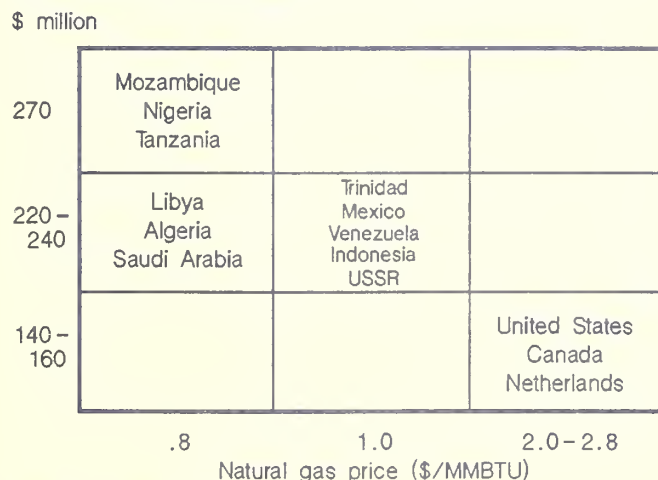 $ million
270
Mozambique
Nigeria
Tanzania
220 –
240
Libya
Algeria
Saudi Arabia
Trinidad
Mexico
Venezuela
Indonesia
USSR
140 –
160
United States
Canada
Netherlands
.8
1.0
2.0–2.8
Natural gas price ($/MMBTU)